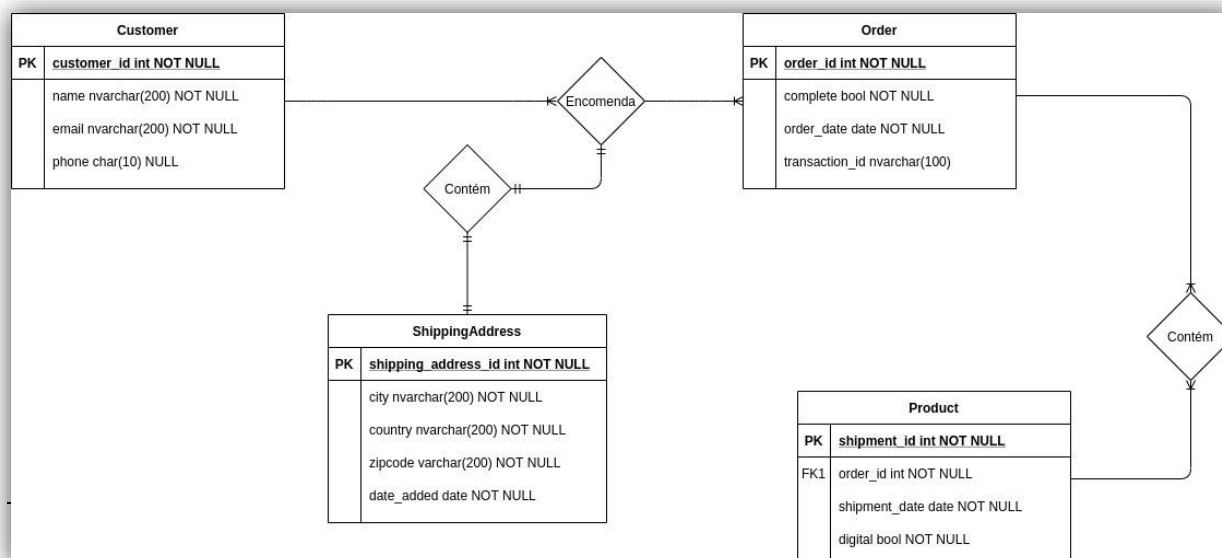 Customer
PK customer_id int NOT NULL
name nvarchar(200) NOT NULL
email nvarchar(200) NOT NULL
phone char(10) NULL
Encomenda
Order
PK order_id int NOT NULL
complete bool NOT NULL
order_date date NOT NULL
transaction_id nvarchar(100)
Contém
ShippingAddress
PK shipping_address_id int NOT NULL
city nvarchar(200) NOT NULL
country nvarchar(200) NOT NULL
zipcode varchar(200) NOT NULL
date_added date NOT NULL
Contém
Product
PK shipment_id int NOT NULL
FK1 order_id int NOT NULL
shipment_date date NOT NULL
digital bool NOT NULL